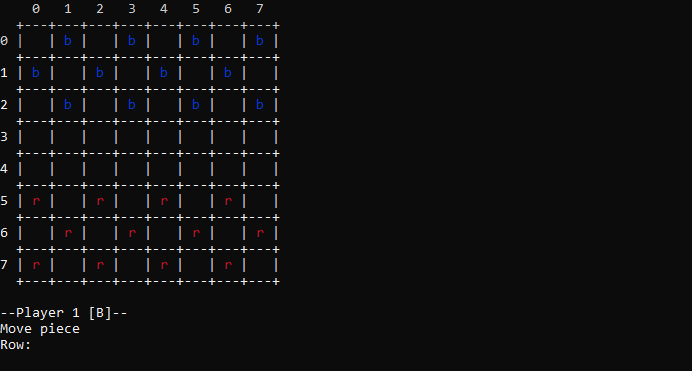 0   1   2   3   4   5   6   7
  +---+---+---+---+---+---+---+---+
0 |   | b |   | b |   | b |   | b |
  +---+---+---+---+---+---+---+---+
1 | b |   | b |   | b |   | b |   |
  +---+---+---+---+---+---+---+---+
2 |   | b |   | b |   | b |   | b |
  +---+---+---+---+---+---+---+---+
3 |   |   |   |   |   |   |   |   |
  +---+---+---+---+---+---+---+---+
4 |   |   |   |   |   |   |   |   |
  +---+---+---+---+---+---+---+---+
5 | r |   | r |   | r |   | r |   |
  +---+---+---+---+---+---+---+---+
6 |   | r |   | r |   | r |   | r |
  +---+---+---+---+---+---+---+---+
7 | r |   | r |   | r |   | r |   |
  +---+---+---+---+---+---+---+---+
--Player 1 [B]--
Move piece
Row: